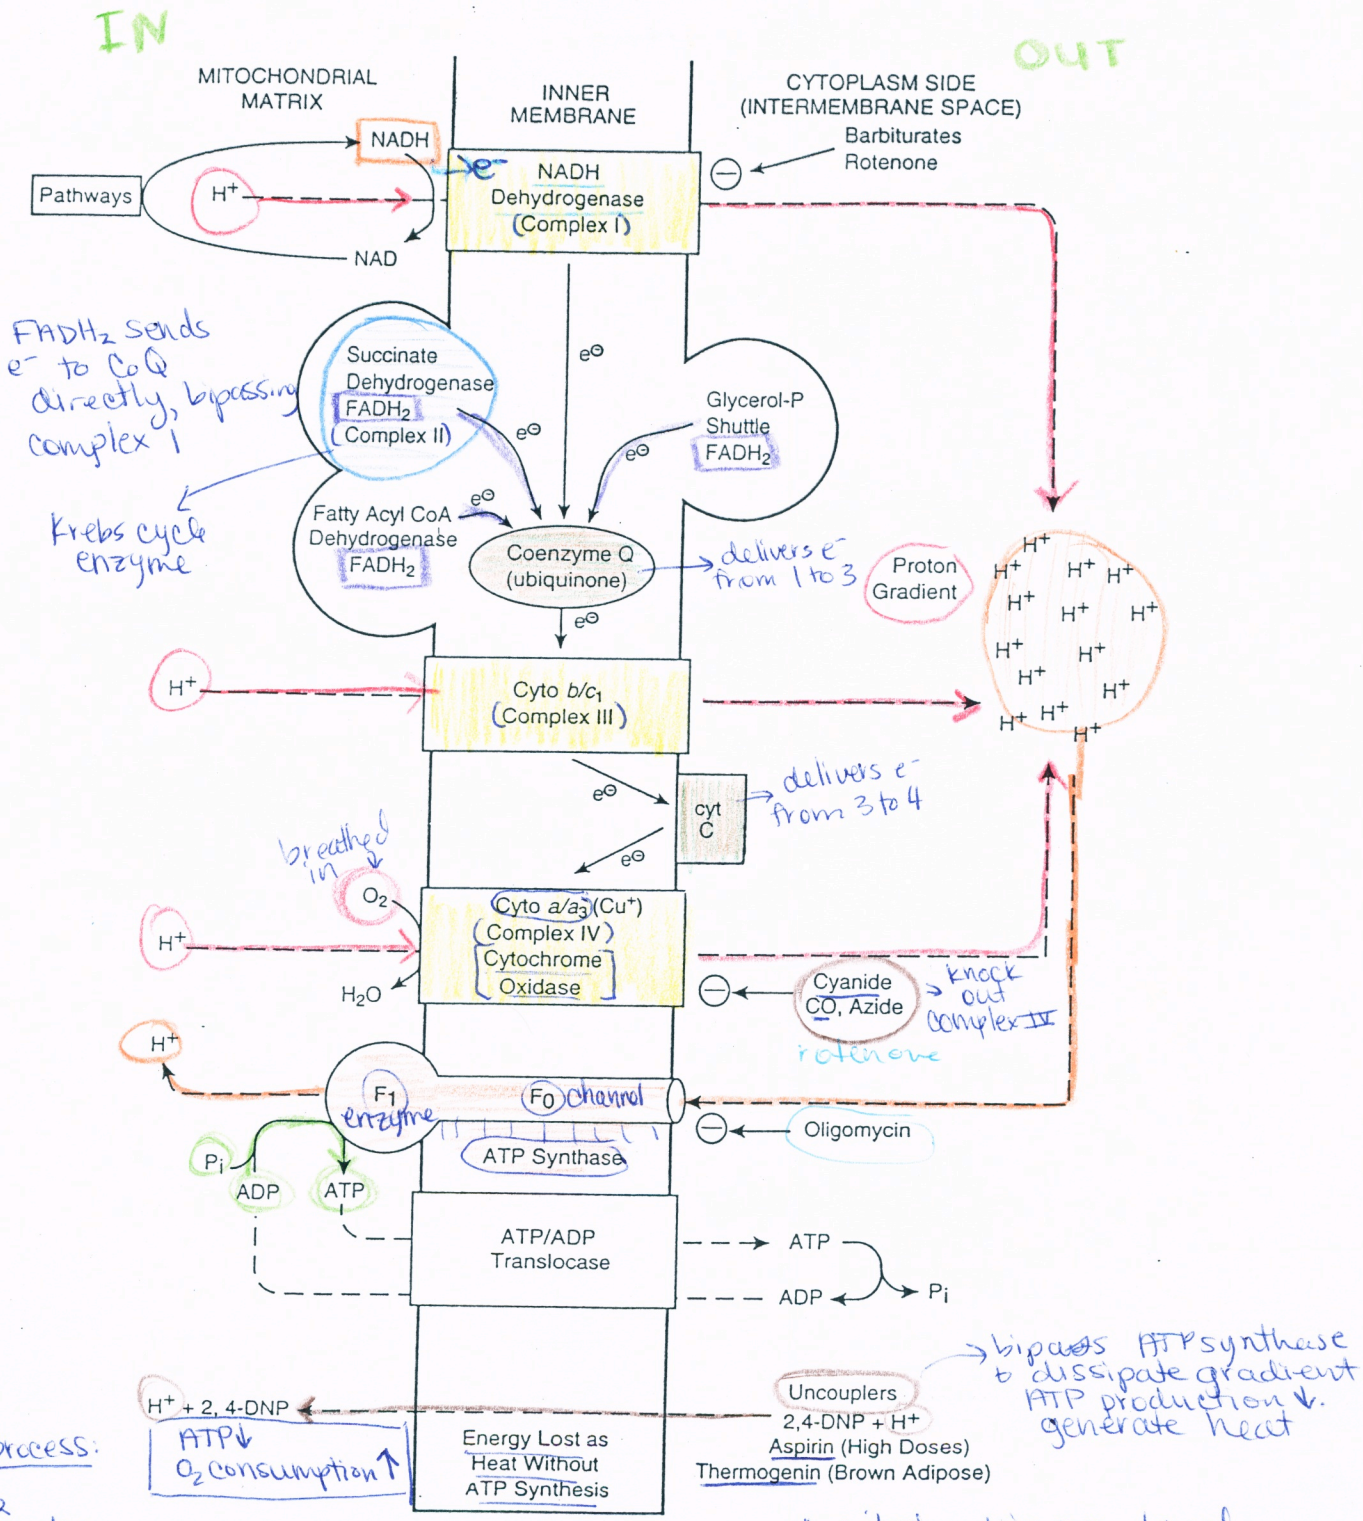 IN
OUT
MITOCHONDRIAL
MATRIX
INNER
MEMBRANE
CYTOPLASM SIDE
(INTERMEMBRANE SPACE)
Barbiturates
Rotenone
NADH
e-
Pathways
H+
NAD
NADH
Dehydrogenase
(Complex I)
FADH2 sends
e- to CoQ
directly, bipassing
complex 1
Krebs cycle
enzyme
Succinate
Dehydrogenase
FADH2
(Complex II)
e⊖
e⊖
e⊖
Glycerol-P
Shuttle
FADH2
Fatty Acyl CoA
Dehydrogenase
FADH2
e⊖
Coenzyme Q
(ubiquinone)
delivers e-
from 1 to 3
e⊖
Proton
Gradient
H+
H+ H+ H+
H+ H+ H+
H+ H+
H+ H+
H+ H+ H+
H+
Cyto b/c1
(Complex III)
e⊖
cyt
C
delivers e-
from 3 to 4
e⊖
breathed
in
O2
H+
H2O
Cyto a/a3 (Cu+)
(Complex IV)
[Cytochrome
Oxidase]
⊖
Cyanide
CO, Azide
knock
out
complex IV
rotenone
H+
F1
enzyme
F0 channel
ATP Synthase
⊖
Oligomycin
Pi
ADP
ATP
ATP/ADP
Translocase
ATP
ADP
Pi
bipass ATP synthase
to dissipate gradient
ATP production ↓.
generate heat
Uncouplers
2,4-DNP + H+
Aspirin (High Doses)
Thermogenin (Brown Adipose)
H+ + 2, 4-DNP
ATP↓
O2 consumption ↑
Energy Lost as
Heat Without
ATP Synthesis